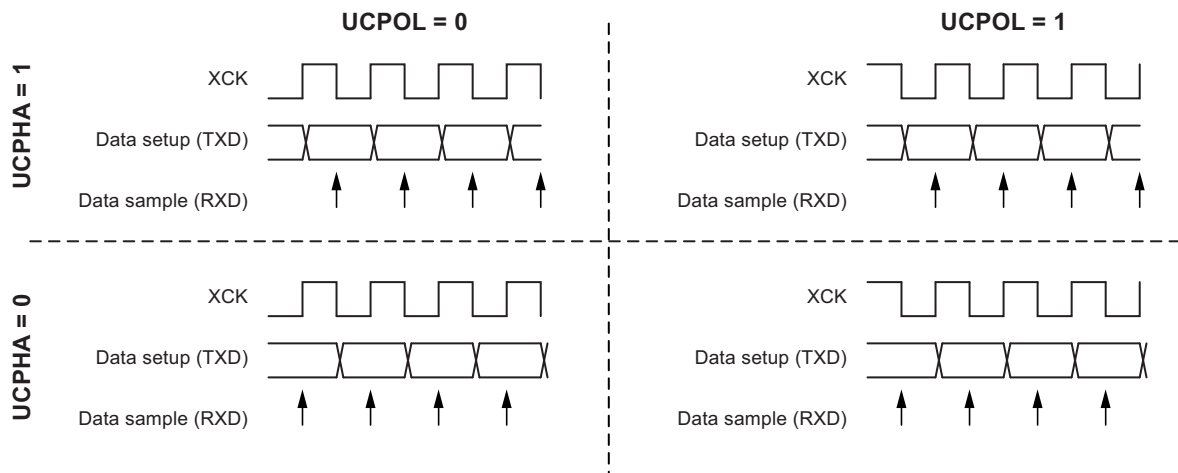 UCPOL = 0
UCPOL = 1
UCPHA = 1
XCK
Data setup (TXD)
Data sample (RXD)
XCK
Data setup (TXD)
Data sample (RXD)
UCPHA = 0
XCK
Data setup (TXD)
Data sample (RXD)
XCK
Data setup (TXD)
Data sample (RXD)